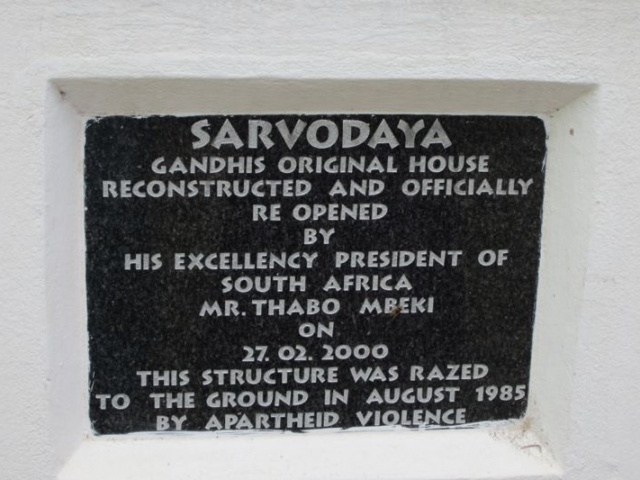 SARVODAYA
GANDHIS ORIGINAL HOUSE
RECONSTRUCTED AND OFFICIALLY
RE OPENED
BY
HIS EXCELLENCY PRESIDENT OF
SOUTH AFRICA
MR. THABO MBEKI
ON
27. 02. 2000
THIS STRUCTURE WAS RAZED
TO THE GROUND IN AUGUST 1985
BY APARTHEID VIOLENCE